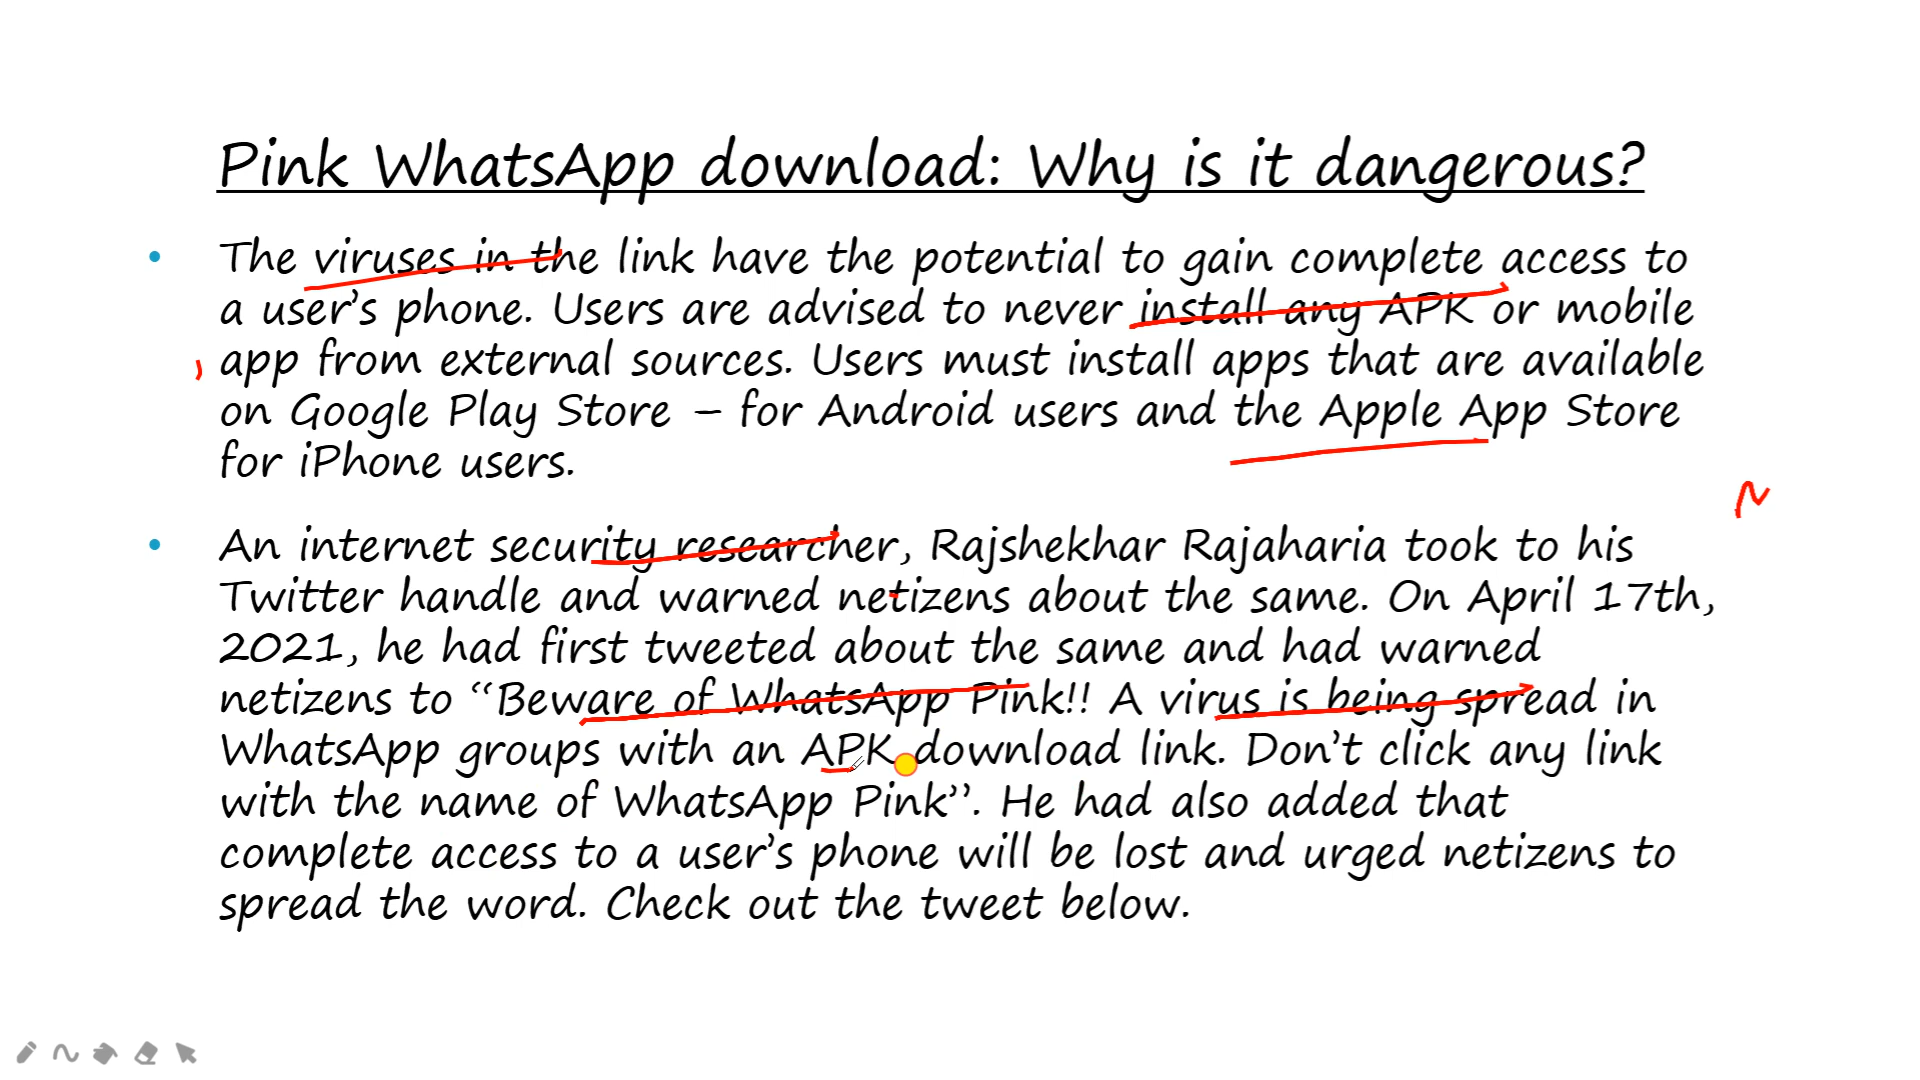 Pink WhatsApp download: Why is it dangerous?
• The viruses in the link have the potential to gain complete access to
a user's phone. Users are advised to never install any APK or mobile
app from external sources. Users must install apps that are available
on Google Play Store – for Android users and the Apple App Store
for iPhone users.
• An internet security researcher, Rajshekhar Rajaharia took to his
Twitter handle and warned netizens about the same. On April 17th,
2021, he had first tweeted about the same and had warned
netizens to “Beware of WhatsApp Pink!! A virus is being spread in
WhatsApp groups with an APK download link. Don’t click any link
with the name of WhatsApp Pink”. He had also added that
complete access to a user’s phone will be lost and urged netizens to
spread the word. Check out the tweet below.